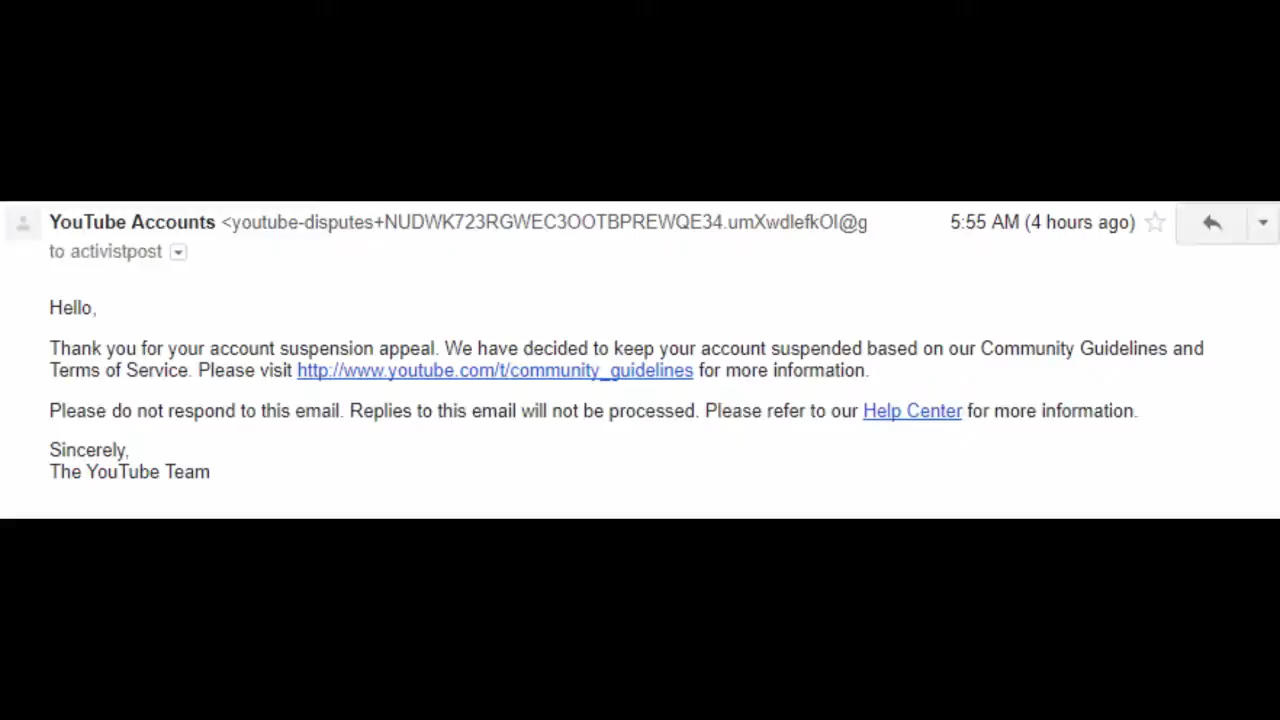 YouTube Accounts <youtube-disputes+NUDWK723RGWEC3OOTBPREWQE34.umXwdlefkOI@g 5:55 AM (4 hours ago)
to activistpost
Hello,
Thank you for your account suspension appeal. We have decided to keep your account suspended based on our Community Guidelines and
Terms of Service. Please visit http://www.youtube.com/t/community_guidelines for more information.
Please do not respond to this email. Replies to this email will not be processed. Please refer to our Help Center for more information.
Sincerely,
The YouTube Team